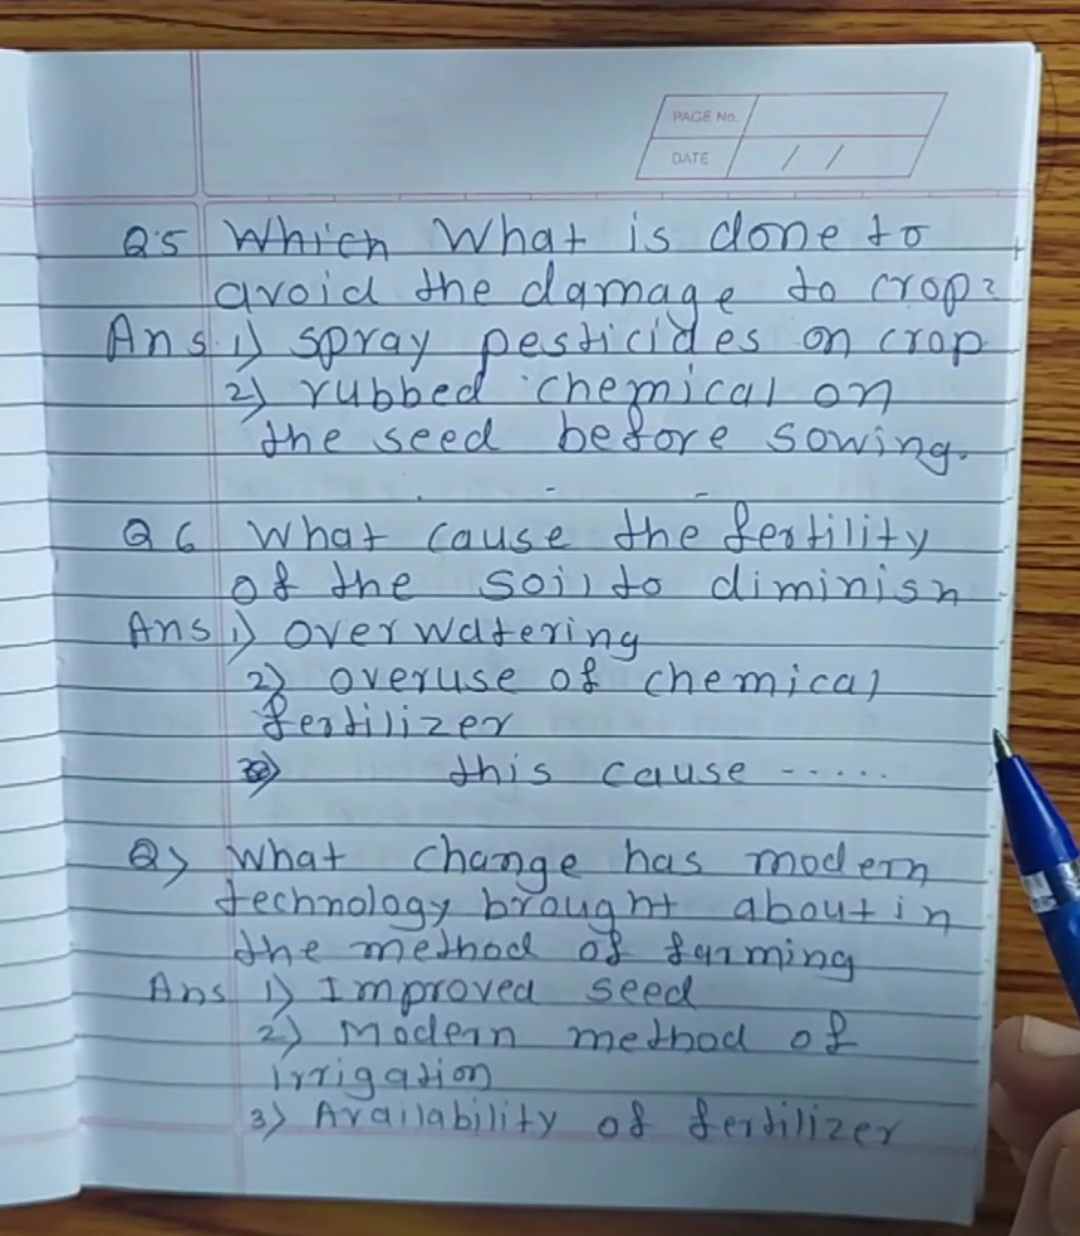 PAGE No.
DATE / /
Q.5 Which What is done to
avoid the damage to crop?
Ans. 1) spray pesticides on crop
2) rubbed chemical on
the seed before sowing.
Q 6 What cause the fertility
of the soil to diminish
Ans 1) overwatering
2) overuse of chemical
fertilizer
this cause -----
Q7 What change has modern
technology brought about in
the method of farming
Ans 1) Improved seed
2) Modern method of
irrigation
3) Availability of fertilizer